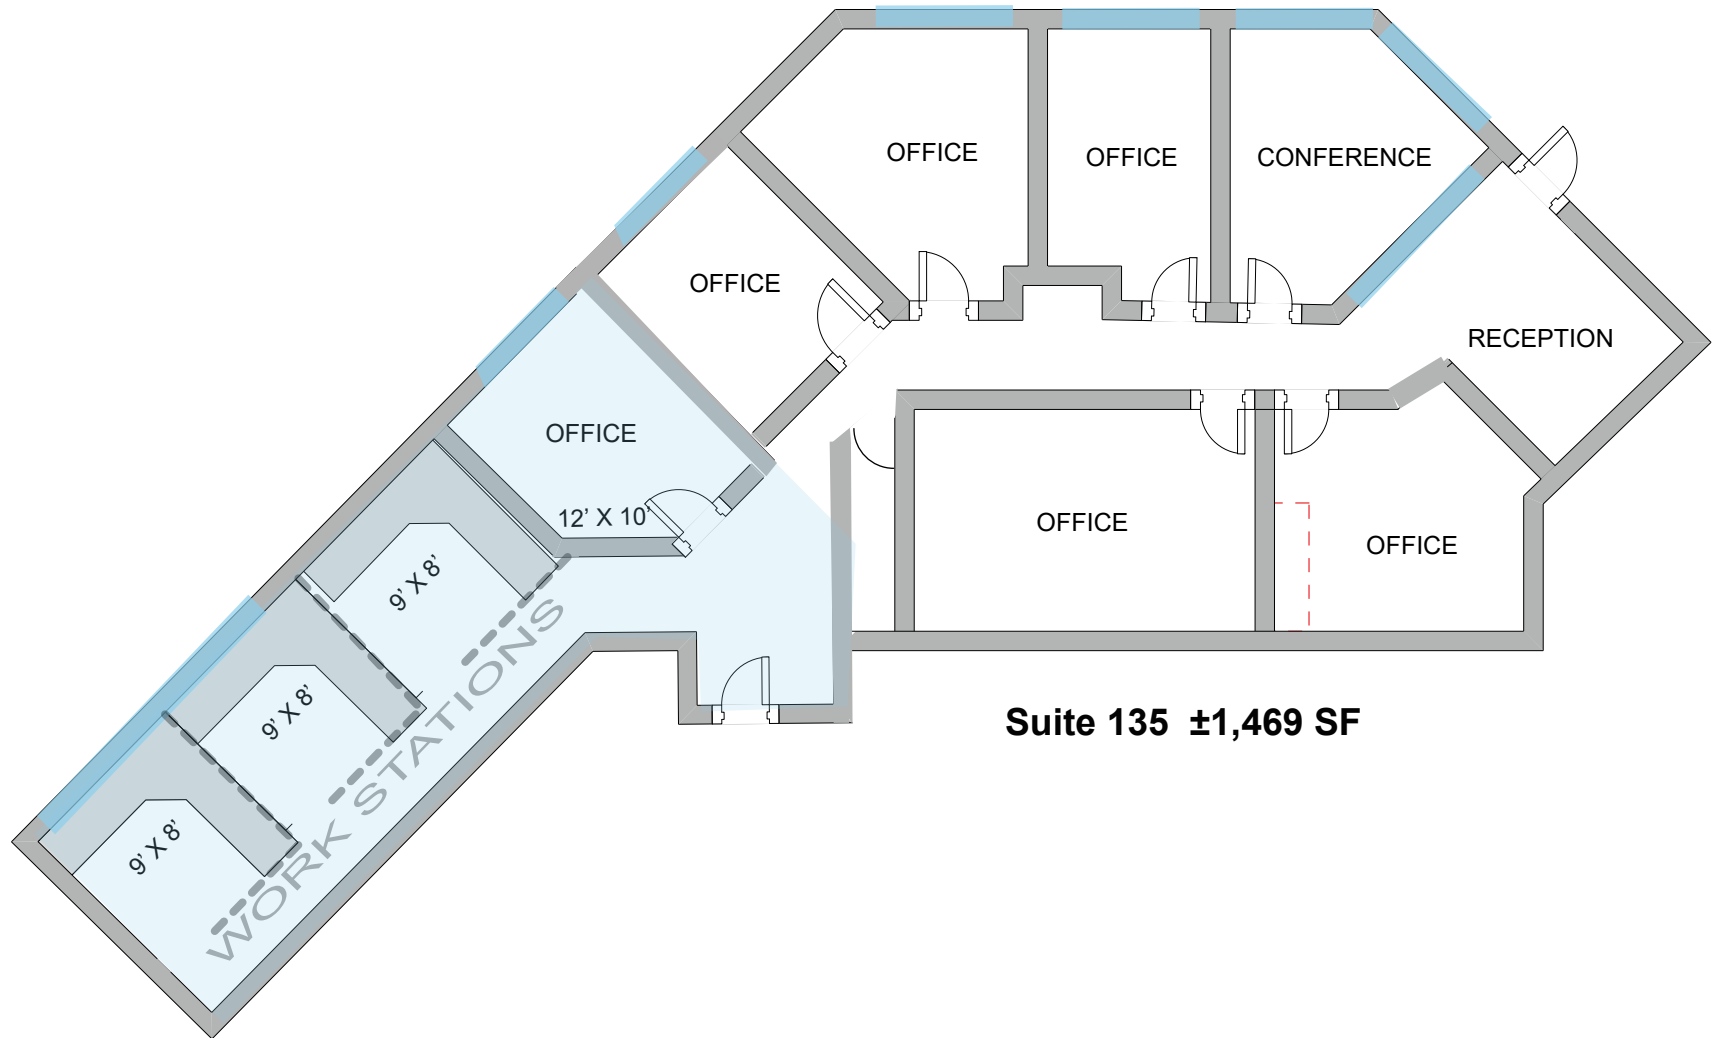 OFFICE
OFFICE
CONFERENCE
OFFICE
RECEPTION
OFFICE
12’ X 10’
OFFICE
OFFICE
9’ X 8’
9’ X 8’
9’ X 8’
WORK STATIONS
Suite 135 ±1,469 SF